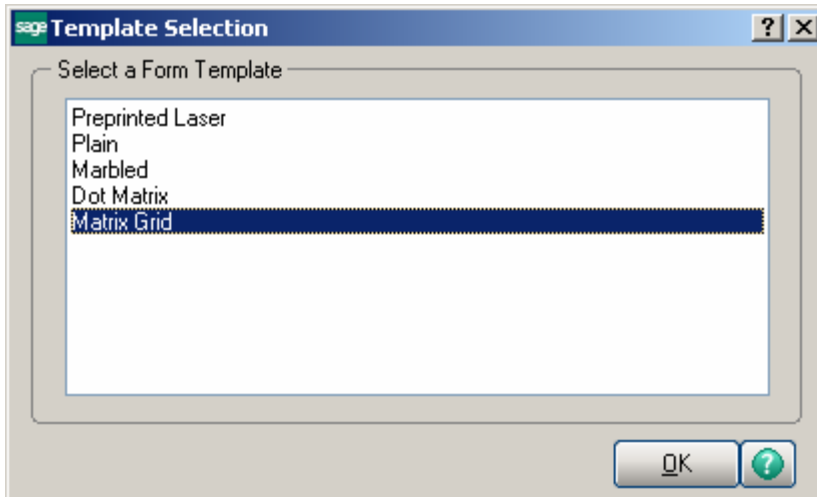 sage Template Selection
Select a Form Template
Preprinted Laser
Plain
Marbled
Dot Matrix
Matrix Grid
OK